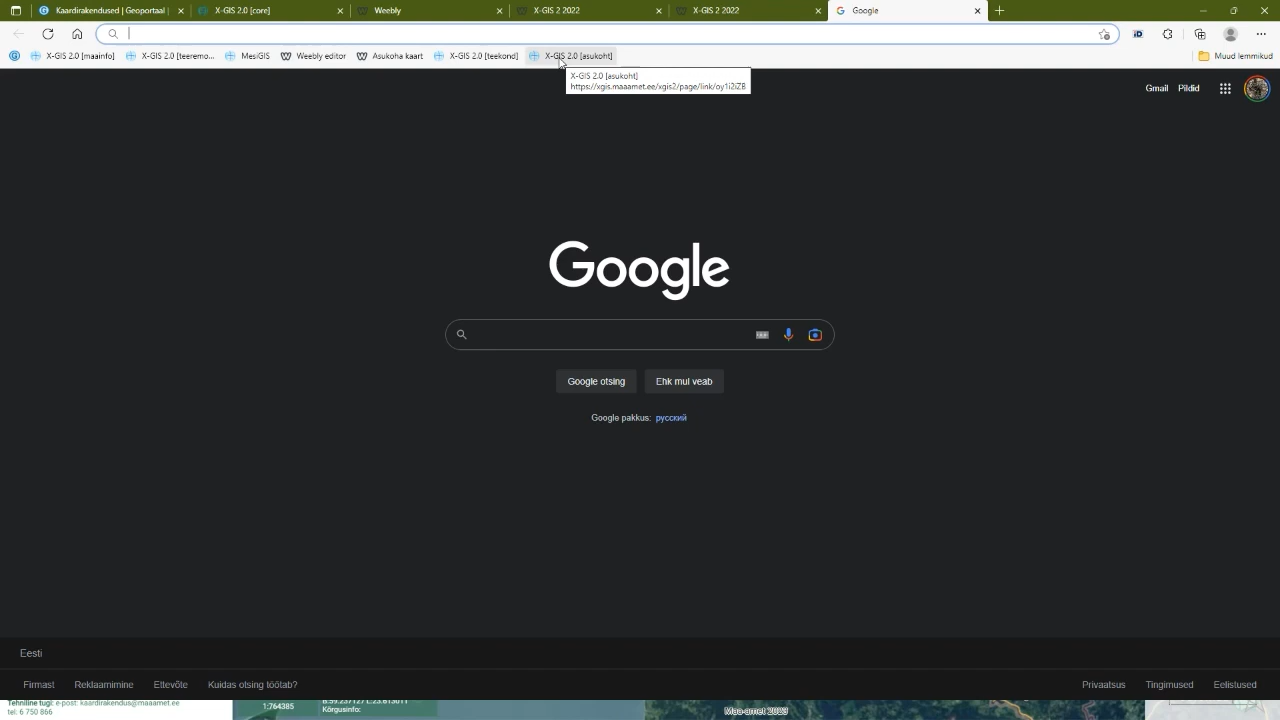 Kaardirakendused | Geoportaal | X-GIS 2.0 [core] Weebly X-GIS 2 2022 X-GIS 2 2022 Google
X-GIS 2.0 [maainfo] X-GIS 2.0 [teeremo... MesiGIS Weebly editor Asukoha kaart X-GIS 2.0 [teekond] X-GIS 2.0 [asukoht] Muud lemmikud
X-GIS 2.0 [asukoht]
https://xgis.maaamet.ee/xgis2/page/link/oy1i2iZB
Gmail Pildid
Google
Google otsing Ehk mul veab
Google pakkus: русский
Eesti
Firmast Reklaamimine Ettevõte Kuidas otsing töötab? Privaatsus Tingimused Eelistused
Tehniline tugi: e-post: kaardirakendus@maaamet.ee
tel: 6 750 866
1:764385
Kõrgusinfo:
Maa-amet 2023